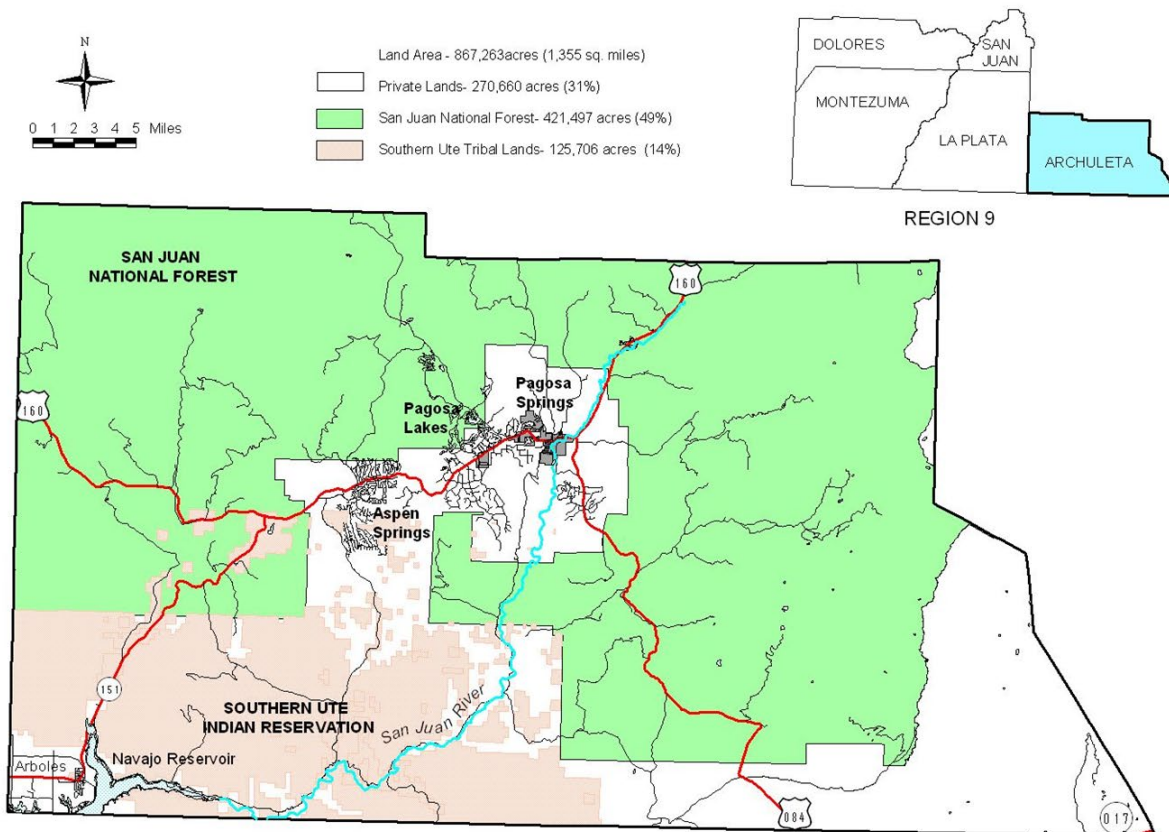 N
0 1 2 3 4 5 Miles
Land Area - 867,263acres (1,355 sq. miles)
Private Lands- 270,660 acres (31%)
San Juan National Forest- 421,497 acres (49%)
Southern Ute Tribal Lands- 125,706 acres (14%)
DOLORES
SAN
JUAN
MONTEZUMA
LA PLATA
ARCHULETA
REGION 9
SAN JUAN
NATIONAL FOREST
160
160
Pagosa
Springs
Pagosa
Lakes
Aspen
Springs
151
SOUTHERN UTE
INDIAN RESERVATION
San Juan River
Navajo Reservoir
Arboles
084
017